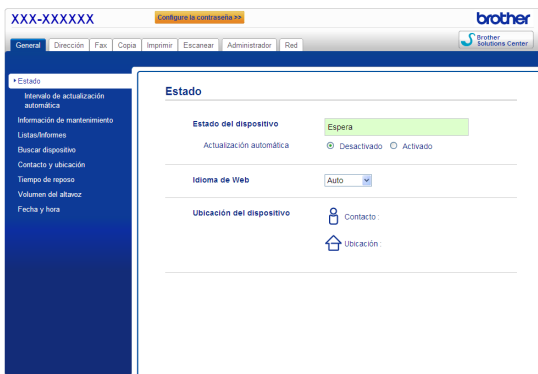 XXX-XXXXXX
Configure la contraseña >>
brother
General Dirección Fax Copia Imprimir Escanear Administrador Red
Brother
Solutions Center
Estado
Intervalo de actualización
automática
Información de mantenimiento
Listas/Informes
Buscar dispositivo
Contacto y ubicación
Tiempo de reposo
Volumen del altavoz
Fecha y hora
Estado
Estado del dispositivo Espera
Actualización automática Desactivado Activado
Idioma de Web Auto
Ubicación del dispositivo Contacto :
Ubicación :